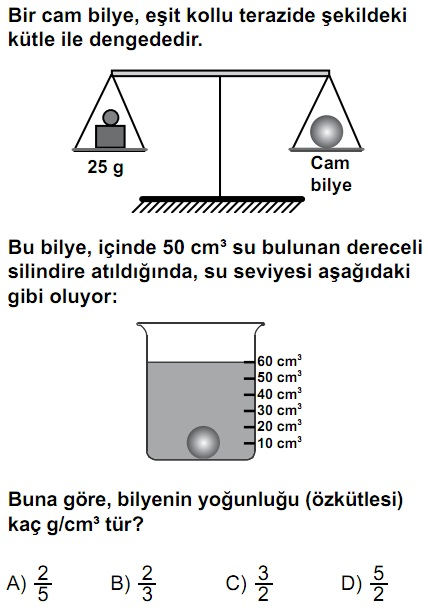 Bir cam bilye, eşit kollu terazide şekildeki
kütle ile dengededir.
25 g
Cam
bilye
Bu bilye, içinde 50 cm³ su bulunan dereceli
silindire atıldığında, su seviyesi aşağıdaki
gibi oluyor:
60 cm³
50 cm³
40 cm³
30 cm³
20 cm³
10 cm³
Buna göre, bilyenin yoğunluğu (özkütlesi)
kaç g/cm³ tür?
A) 2/5 B) 2/3 C) 3/2 D) 5/2